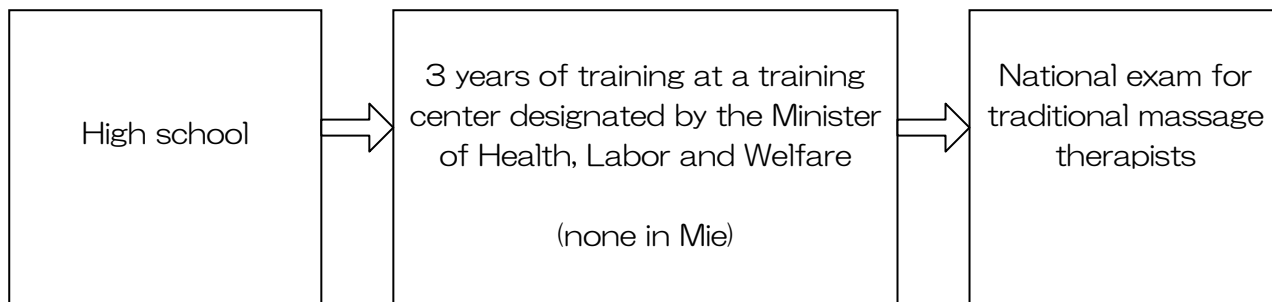 High school
3 years of training at a training
center designated by the Minister
of Health, Labor and Welfare
(none in Mie)
National exam for
traditional massage
therapists